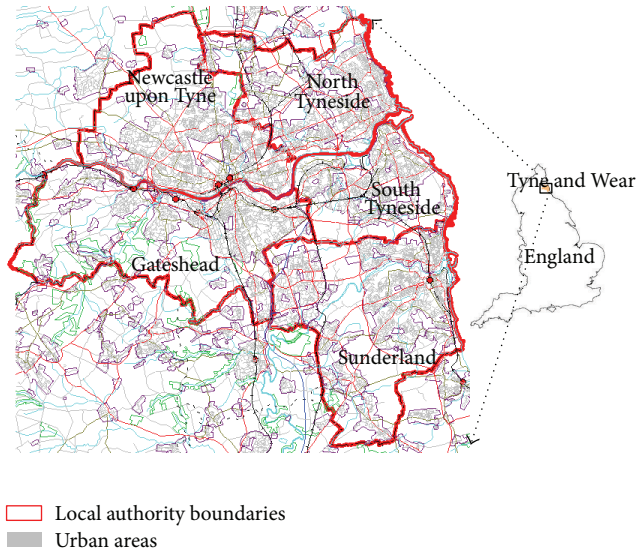 Newcastle
upon Tyne
North
Tyneside
South
Tyneside
Gateshead
Sunderland
Tyne and Wear
England
Local authority boundaries
Urban areas